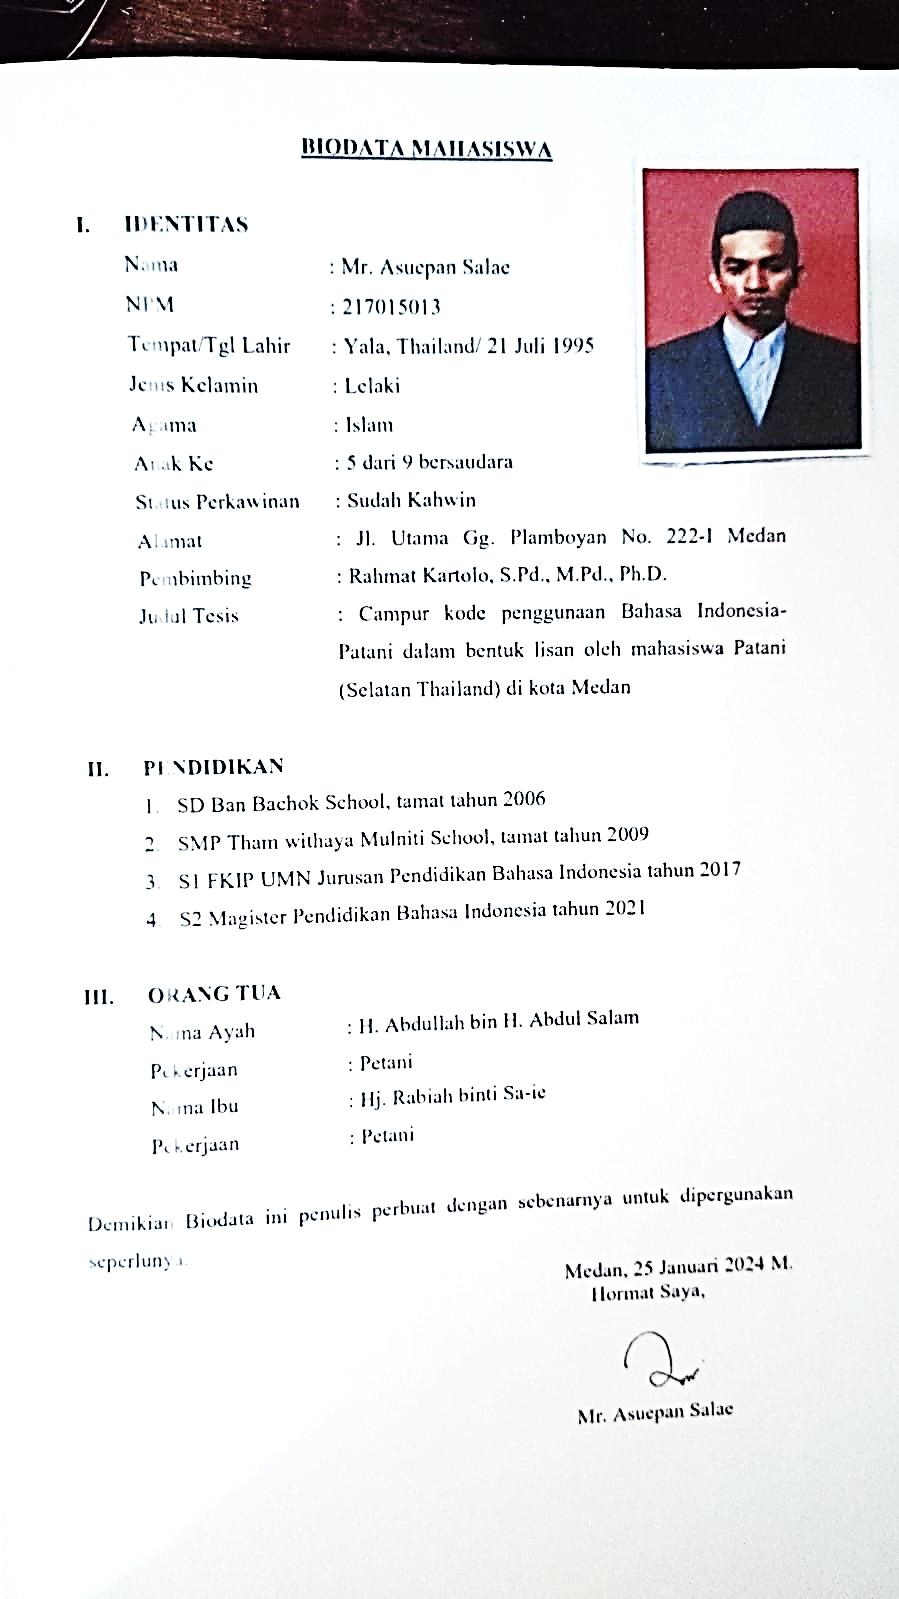 BIODATA MAHASISWA
I. IDENTITAS
Nama : Mr. Asuepan Salae
NPM : 217015013
Tempat/Tgl Lahir : Yala, Thailand/ 21 Juli 1995
Jenis Kelamin : Lelaki
Agama : Islam
Anak Ke : 5 dari 9 bersaudara
Status Perkawinan : Sudah Kahwin
Alamat : Jl. Utama Gg. Plamboyan No. 222-I Medan
Pembimbing : Rahmat Kartolo, S.Pd., M.Pd., Ph.D.
Judul Tesis : Campur kode penggunaan Bahasa Indonesia-
Patani dalam bentuk lisan oleh mahasiswa Patani
(Selatan Thailand) di kota Medan
II. PENDIDIKAN
1. SD Ban Bachok School, tamat tahun 2006
2. SMP Tham withaya Mulniti School, tamat tahun 2009
3. S1 FKIP UMN Jurusan Pendidikan Bahasa Indonesia tahun 2017
4. S2 Magister Pendidikan Bahasa Indonesia tahun 2021
III. ORANG TUA
Nama Ayah : H. Abdullah bin H. Abdul Salam
Pekerjaan : Petani
Nama Ibu : Hj. Rabiah binti Sa-ie
Pekerjaan : Petani
Demikian Biodata ini penulis perbuat dengan sebenarnya untuk dipergunakan
seperlunya.
Medan, 25 Januari 2024 M.
Hormat Saya,
Mr. Asuepan Salae